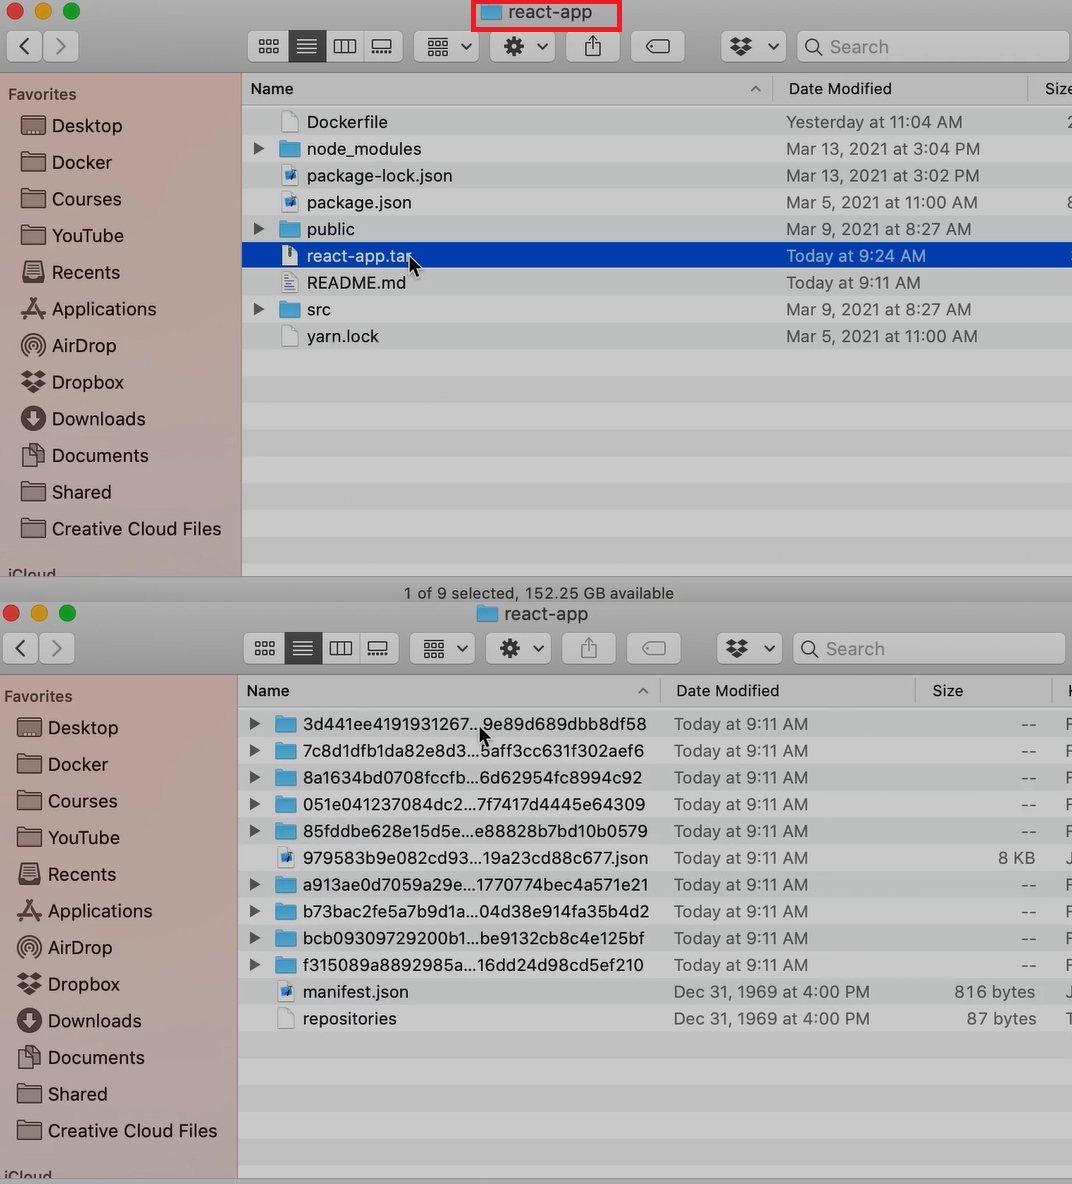 react-app
Search
Favorites
Desktop
Docker
Courses
YouTube
Recents
Applications
AirDrop
Dropbox
Downloads
Documents
Shared
Creative Cloud Files
iCloud
Name Date Modified Size
Dockerfile Yesterday at 11:04 AM 2
node_modules Mar 13, 2021 at 3:04 PM
package-lock.json Mar 13, 2021 at 3:02 PM
package.json Mar 5, 2021 at 11:00 AM 8
public Mar 9, 2021 at 8:27 AM
react-app.tar Today at 9:24 AM
README.md Today at 9:11 AM
src Mar 9, 2021 at 8:27 AM
yarn.lock Mar 5, 2021 at 11:00 AM
1 of 9 selected, 152.25 GB available
react-app
Search
Favorites
Desktop
Docker
Courses
YouTube
Recents
Applications
AirDrop
Dropbox
Downloads
Documents
Shared
Creative Cloud Files
iCloud
Name Date Modified Size
3d441ee4191931267...9e89d689dbb8df58 Today at 9:11 AM --
7c8d1dfb1da82e8d3...5aff3cc631f302aef6 Today at 9:11 AM --
8a1634bd0708fccfb...6d62954fc8994c92 Today at 9:11 AM --
051e041237084dc2...7f7417d4445e64309 Today at 9:11 AM --
85fddbe628e15d5e...e88828b7bd10b0579 Today at 9:11 AM --
979583b9e082cd93...19a23cd88c677.json Today at 9:11 AM 8 KB
a913ae0d7059a29e...1770774bec4a571e21 Today at 9:11 AM --
b73bac2fe5a7b9d1a...04d38e914fa35b4d2 Today at 9:11 AM --
bcb09309729200b1...be9132cb8c4e125bf Today at 9:11 AM --
f315089a8892985a...16dd24d98cd5ef210 Today at 9:11 AM --
manifest.json Dec 31, 1969 at 4:00 PM 816 bytes
repositories Dec 31, 1969 at 4:00 PM 87 bytes